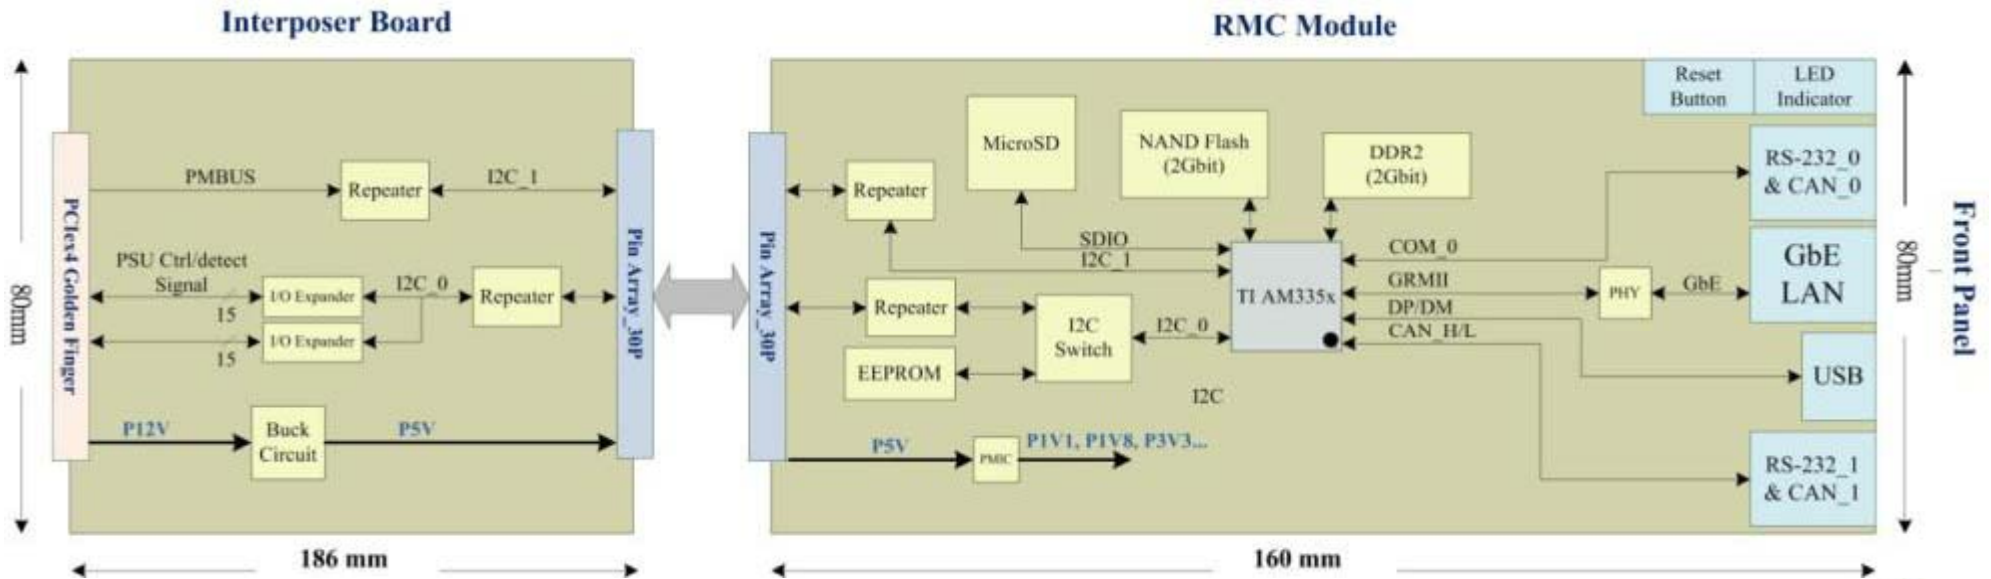 Interposer Board
RMC Module
Reset
Button
LED
Indicator
MicroSD
NAND Flash
(2Gbit)
DDR2
(2Gbit)
RS-232_0
& CAN_0
PMBUS
Repeater
I2C_1
Repeater
PCIex4 Golden Finger
Pin Array_30P
Pin Array_30P
SDIO
I2C_1
COM_0
GbE
LAN
80mm
80mm
Front Panel
PSU Ctrl/detect
Signal
15
I/O Expander
I2C_0
Repeater
15
I/O Expander
Repeater
I2C
Switch
I2C_0
TI AM335x
GRMII
PHY
GbE
DP/DM
CAN_H/L
EEPROM
I2C
USB
P12V
Buck
Circuit
P5V
P5V
PMIC
P1V1, P1V8, P3V3...
RS-232_1
& CAN_1
186 mm
160 mm